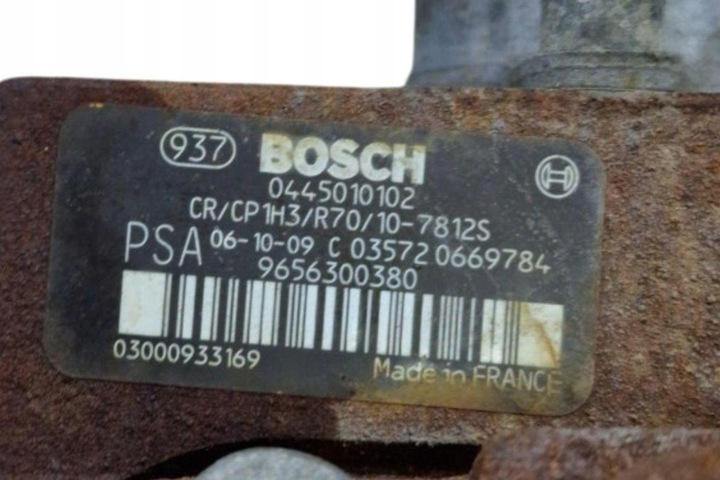 937 BOSCH
0445010102
CR/CP1H3/R70/10-7812S
PSA 06-10-09 C 03572 0669784
9656300380
03000933169 Made in FRANCE